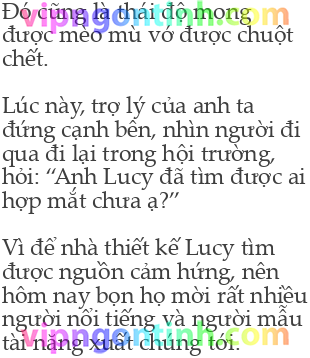 Đó cũng là thái độ mong
được mèo mù vớ được chuột
chết.
Lúc này, trợ lý của anh ta
đứng cạnh bên, nhìn người đi
qua đi lại trong hội trường,
hỏi: “Anh Lucy đã tìm được ai
hợp mắt chưa ạ?”
Vì để nhà thiết kế Lucy tìm
được nguồn cảm hứng, nên
hôm nay bọn họ mời rất nhiều
người nổi tiếng và người mẫu
tài năng xuất chúng tới.
vipngontinh.com
vipngontinh.com